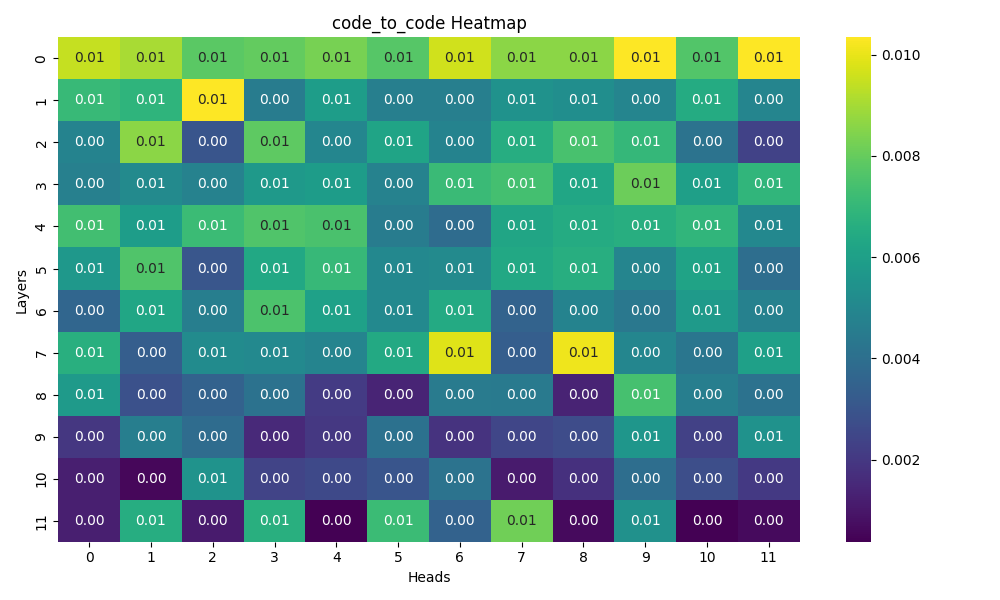 code_to_code Heatmap
0 0.01 0.01 0.01 0.01 0.01 0.01 0.01 0.01 0.01 0.01 0.01 0.01
1 0.01 0.01 0.01 0.00 0.01 0.00 0.00 0.01 0.01 0.00 0.01 0.00
2 0.00 0.01 0.00 0.01 0.00 0.01 0.00 0.01 0.01 0.01 0.00 0.00
3 0.00 0.01 0.00 0.01 0.01 0.00 0.01 0.01 0.01 0.01 0.01 0.01
4 0.01 0.01 0.01 0.01 0.01 0.00 0.00 0.01 0.01 0.01 0.01 0.01
5 0.01 0.01 0.00 0.01 0.01 0.01 0.01 0.01 0.01 0.00 0.01 0.00
6 0.00 0.01 0.00 0.01 0.01 0.01 0.01 0.00 0.00 0.00 0.01 0.00
7 0.01 0.00 0.01 0.01 0.00 0.01 0.01 0.00 0.01 0.00 0.00 0.01
8 0.01 0.00 0.00 0.00 0.00 0.00 0.00 0.00 0.00 0.01 0.00 0.00
9 0.00 0.00 0.00 0.00 0.00 0.00 0.00 0.00 0.00 0.01 0.00 0.01
10 0.00 0.00 0.01 0.00 0.00 0.00 0.00 0.00 0.00 0.00 0.00 0.00
11 0.00 0.01 0.00 0.01 0.00 0.01 0.00 0.01 0.00 0.01 0.00 0.00
0 1 2 3 4 5 6 7 8 9 10 11
Heads
Layers
0.010
0.008
0.006
0.004
0.002